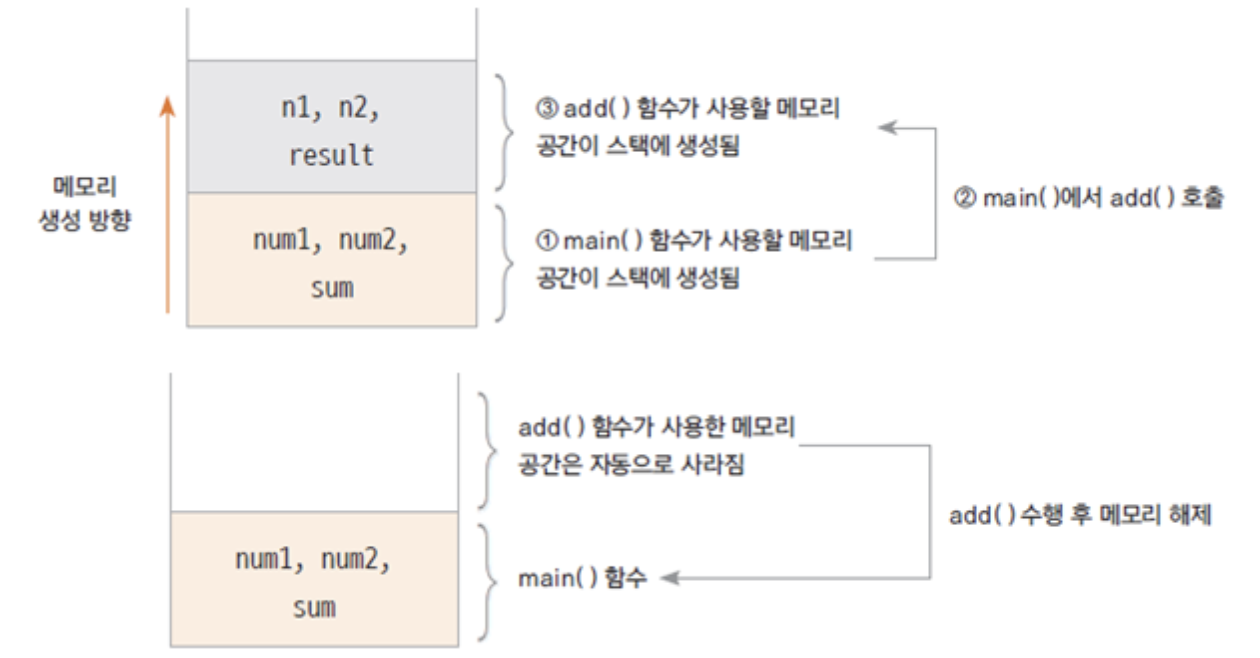 n1, n2,
result
③ add( ) 함수가 사용할 메모리
공간이 스택에 생성됨
메모리
생성 방향
② main( )에서 add( ) 호출
num1, num2,
sum
① main( ) 함수가 사용할 메모리
공간이 스택에 생성됨
add( ) 함수가 사용한 메모리
공간은 자동으로 사라짐
add( ) 수행 후 메모리 해제
num1, num2,
sum
main( ) 함수